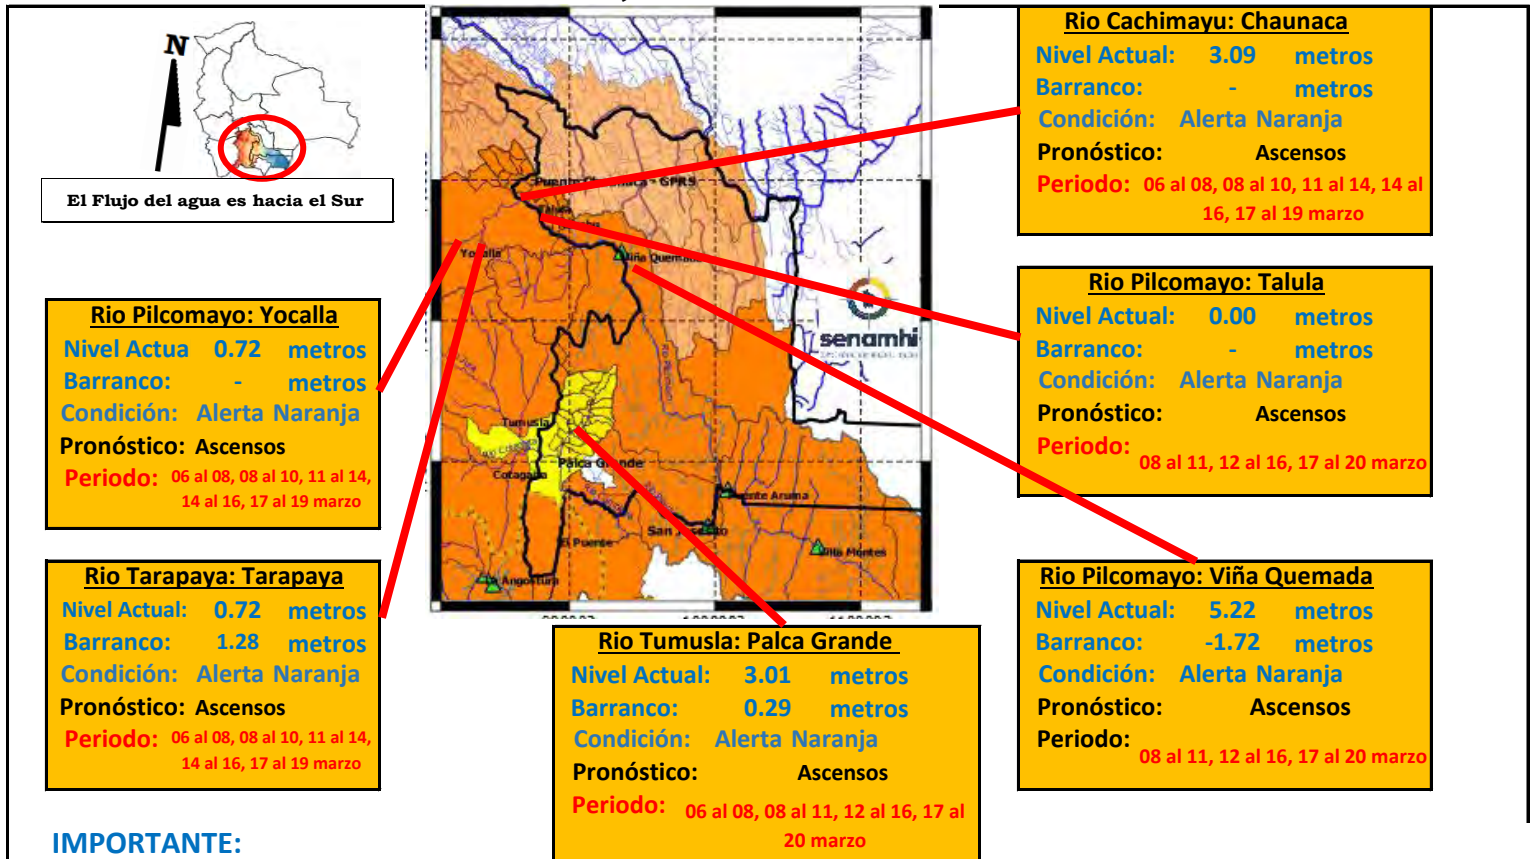 N
El Flujo del agua es hacia el Sur
Rio Cachimayu: Chaunaca
Nivel Actual: 3.09 metros
Barranco: - metros
Condición: Alerta Naranja
Pronóstico: Ascensos
Periodo: 06 al 08, 08 al 10, 11 al 14, 14 al
16, 17 al 19 marzo
Rio Pilcomayo: Talula
Nivel Actual: 0.00 metros
Barranco: - metros
Condición: Alerta Naranja
Pronóstico: Ascensos
Periodo:
08 al 11, 12 al 16, 17 al 20 marzo
Rio Pilcomayo: Yocalla
Nivel Actua 0.72 metros
Barranco: - metros
Condición: Alerta Naranja
Pronóstico: Ascensos
Periodo: 06 al 08, 08 al 10, 11 al 14,
14 al 16, 17 al 19 marzo
Rio Tarapaya: Tarapaya
Nivel Actual: 0.72 metros
Barranco: 1.28 metros
Condición: Alerta Naranja
Pronóstico: Ascensos
Periodo: 06 al 08, 08 al 10, 11 al 14,
14 al 16, 17 al 19 marzo
Rio Tumusla: Palca Grande
Nivel Actual: 3.01 metros
Barranco: 0.29 metros
Condición: Alerta Naranja
Pronóstico: Ascensos
Periodo: 06 al 08, 08 al 11, 12 al 16, 17 al
20 marzo
Rio Pilcomayo: Viña Quemada
Nivel Actual: 5.22 metros
Barranco: -1.72 metros
Condición: Alerta Naranja
Pronóstico: Ascensos
Periodo:
08 al 11, 12 al 16, 17 al 20 marzo
GPRS
Yocalla
senamhi
Tumusla
Palca Grande
Cotagaita
El Puente
Villa Montes
IMPORTANTE: